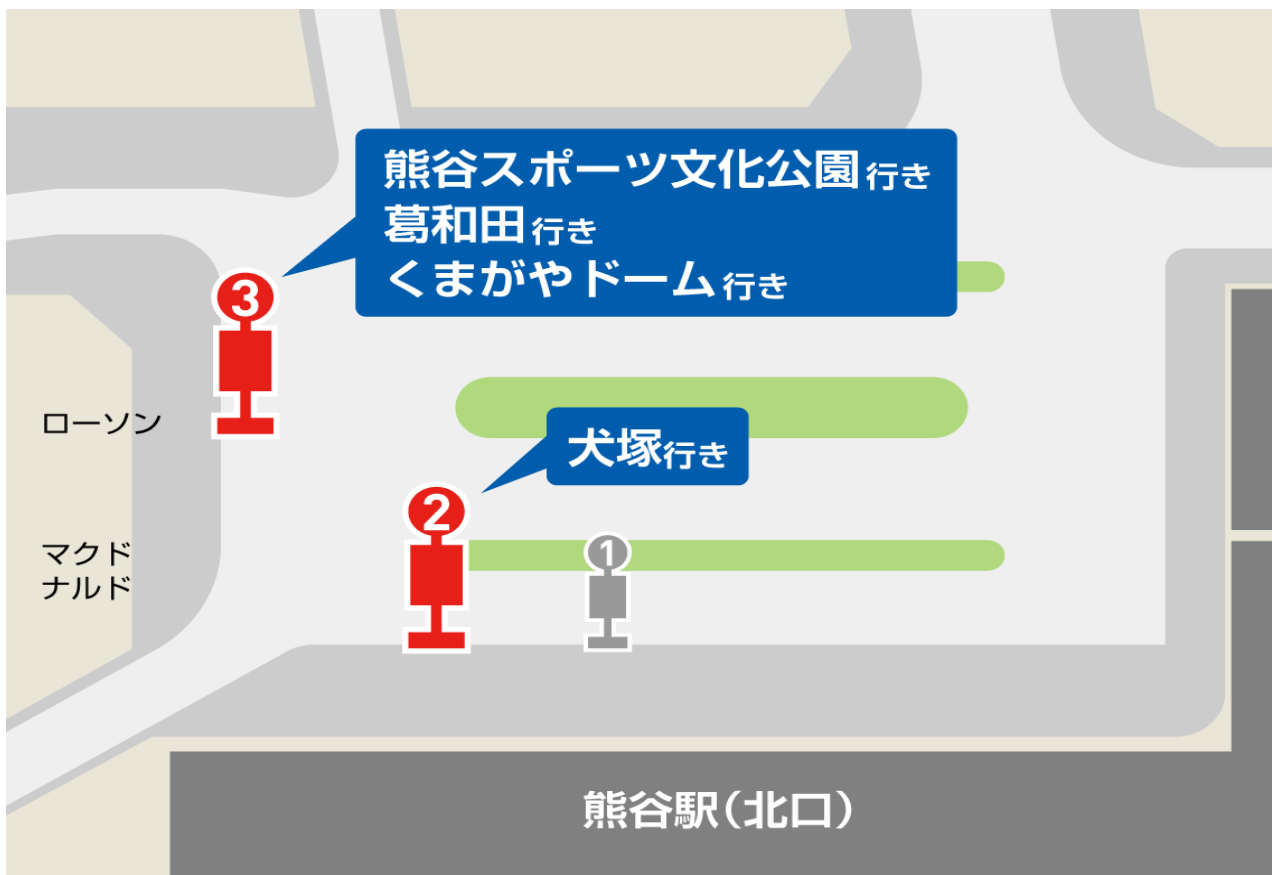 熊谷スポーツ文化公園行き
葛和田行き
くまがやドーム行き
3
ローソン
犬塚行き
2
1
マクド
ナルド
熊谷駅(北口)